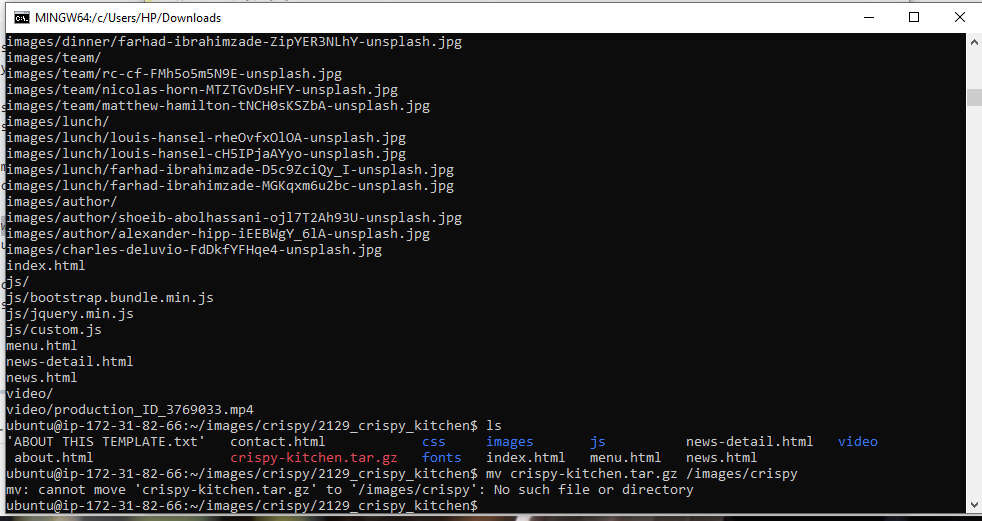 MINGW64:/c/Users/HP/Downloads
images/dinner/farhad-ibrahimzade-ZipYER3NLhY-unsplash.jpg
images/team/
images/team/rc-cf-FMh5o5m5N9E-unsplash.jpg
images/team/nicolas-horn-MTZTGvDsHFY-unsplash.jpg
images/team/matthew-hamilton-tNCH0sKSZbA-unsplash.jpg
images/lunch/
images/lunch/louis-hansel-rheOvfxOlOA-unsplash.jpg
images/lunch/louis-hansel-cH5IPjaAYyo-unsplash.jpg
images/lunch/farhad-ibrahimzade-D5c9ZciQy_I-unsplash.jpg
images/lunch/farhad-ibrahimzade-MGKqxm6u2bc-unsplash.jpg
images/author/
images/author/shoeib-abolhassani-ojl7T2Ah93U-unsplash.jpg
images/author/alexander-hipp-iEEBWgY_6lA-unsplash.jpg
images/charles-deluvio-FdDkfYFHqe4-unsplash.jpg
index.html
js/
js/bootstrap.bundle.min.js
js/jquery.min.js
js/custom.js
menu.html
news-detail.html
news.html
video/
video/production_ID_3769033.mp4
ubuntu@ip-172-31-82-66:~/images/crispy/2129_crispy_kitchen$ ls
'ABOUT THIS TEMPLATE.txt' contact.html css images js news-detail.html video
about.html crispy-kitchen.tar.gz fonts index.html menu.html news.html
ubuntu@ip-172-31-82-66:~/images/crispy/2129_crispy_kitchen$ mv crispy-kitchen.tar.gz /images/crispy
mv: cannot move 'crispy-kitchen.tar.gz' to '/images/crispy': No such file or directory
ubuntu@ip-172-31-82-66:~/images/crispy/2129_crispy_kitchen$